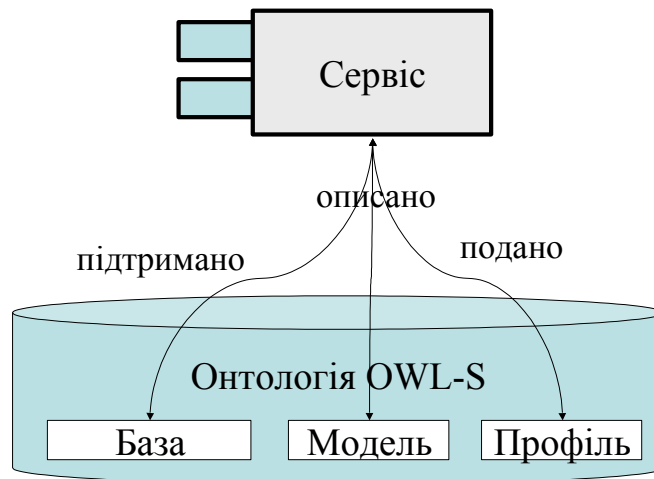 Сервіс
описано
підтримано
подано
Онтологія OWL-S
База
Модель
Профіль